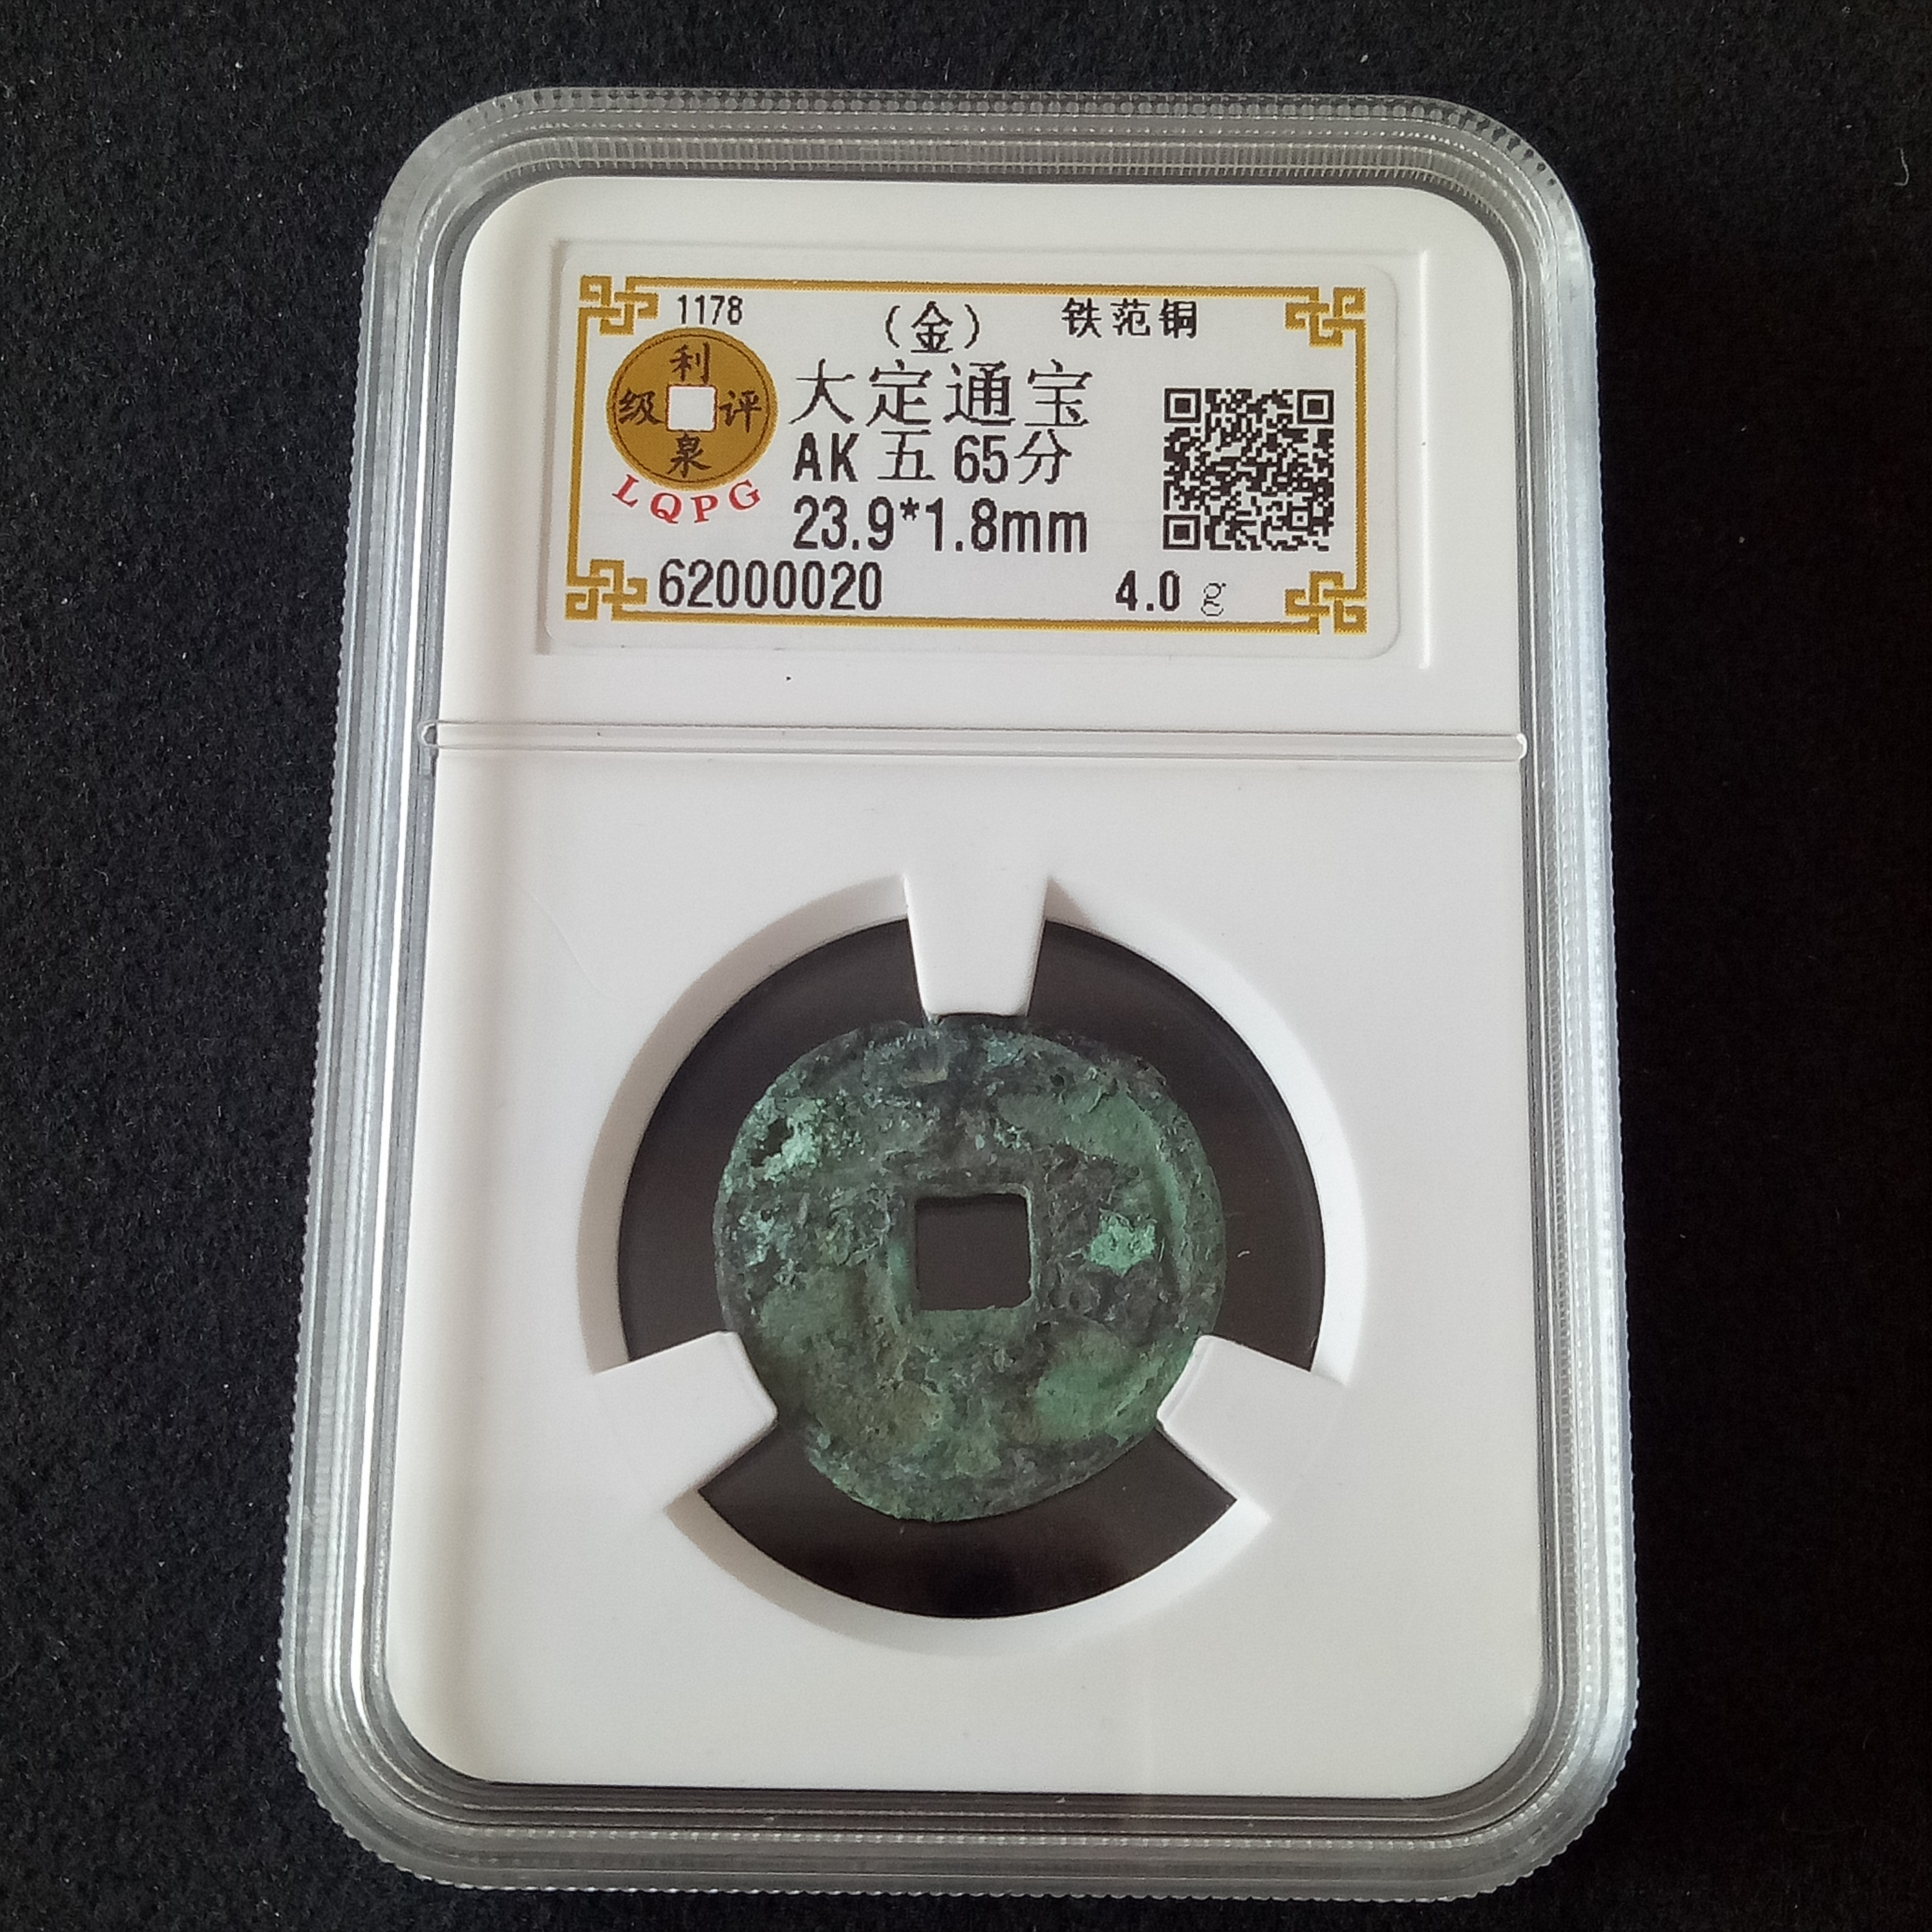 1178 （金） 铁范铜
利泉评级
LQPG
大定通宝
AK 五 65分
23.9*1.8mm
62000020 4.0 g